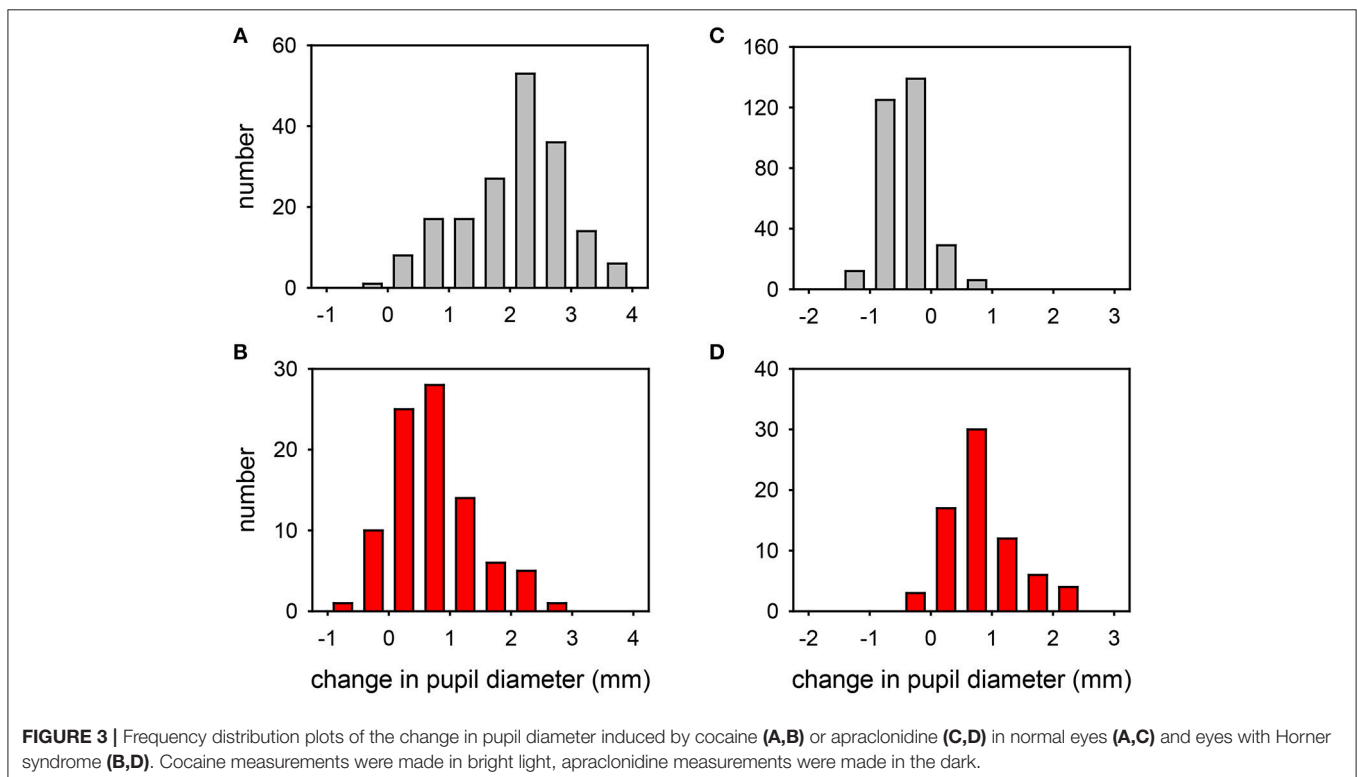 A
60
40
20
0
number
-1 0 1 2 3 4
C
160
120
80
40
0
-2 -1 0 1 2 3
B
30
20
10
0
number
-1 0 1 2 3 4
change in pupil diameter (mm)
D
40
30
20
10
0
-2 -1 0 1 2 3
change in pupil diameter (mm)
FIGURE 3 | Frequency distribution plots of the change in pupil diameter induced by cocaine (A,B) or apraclonidine (C,D) in normal eyes (A,C) and eyes with Horner
syndrome (B,D). Cocaine measurements were made in bright light, apraclonidine measurements were made in the dark.